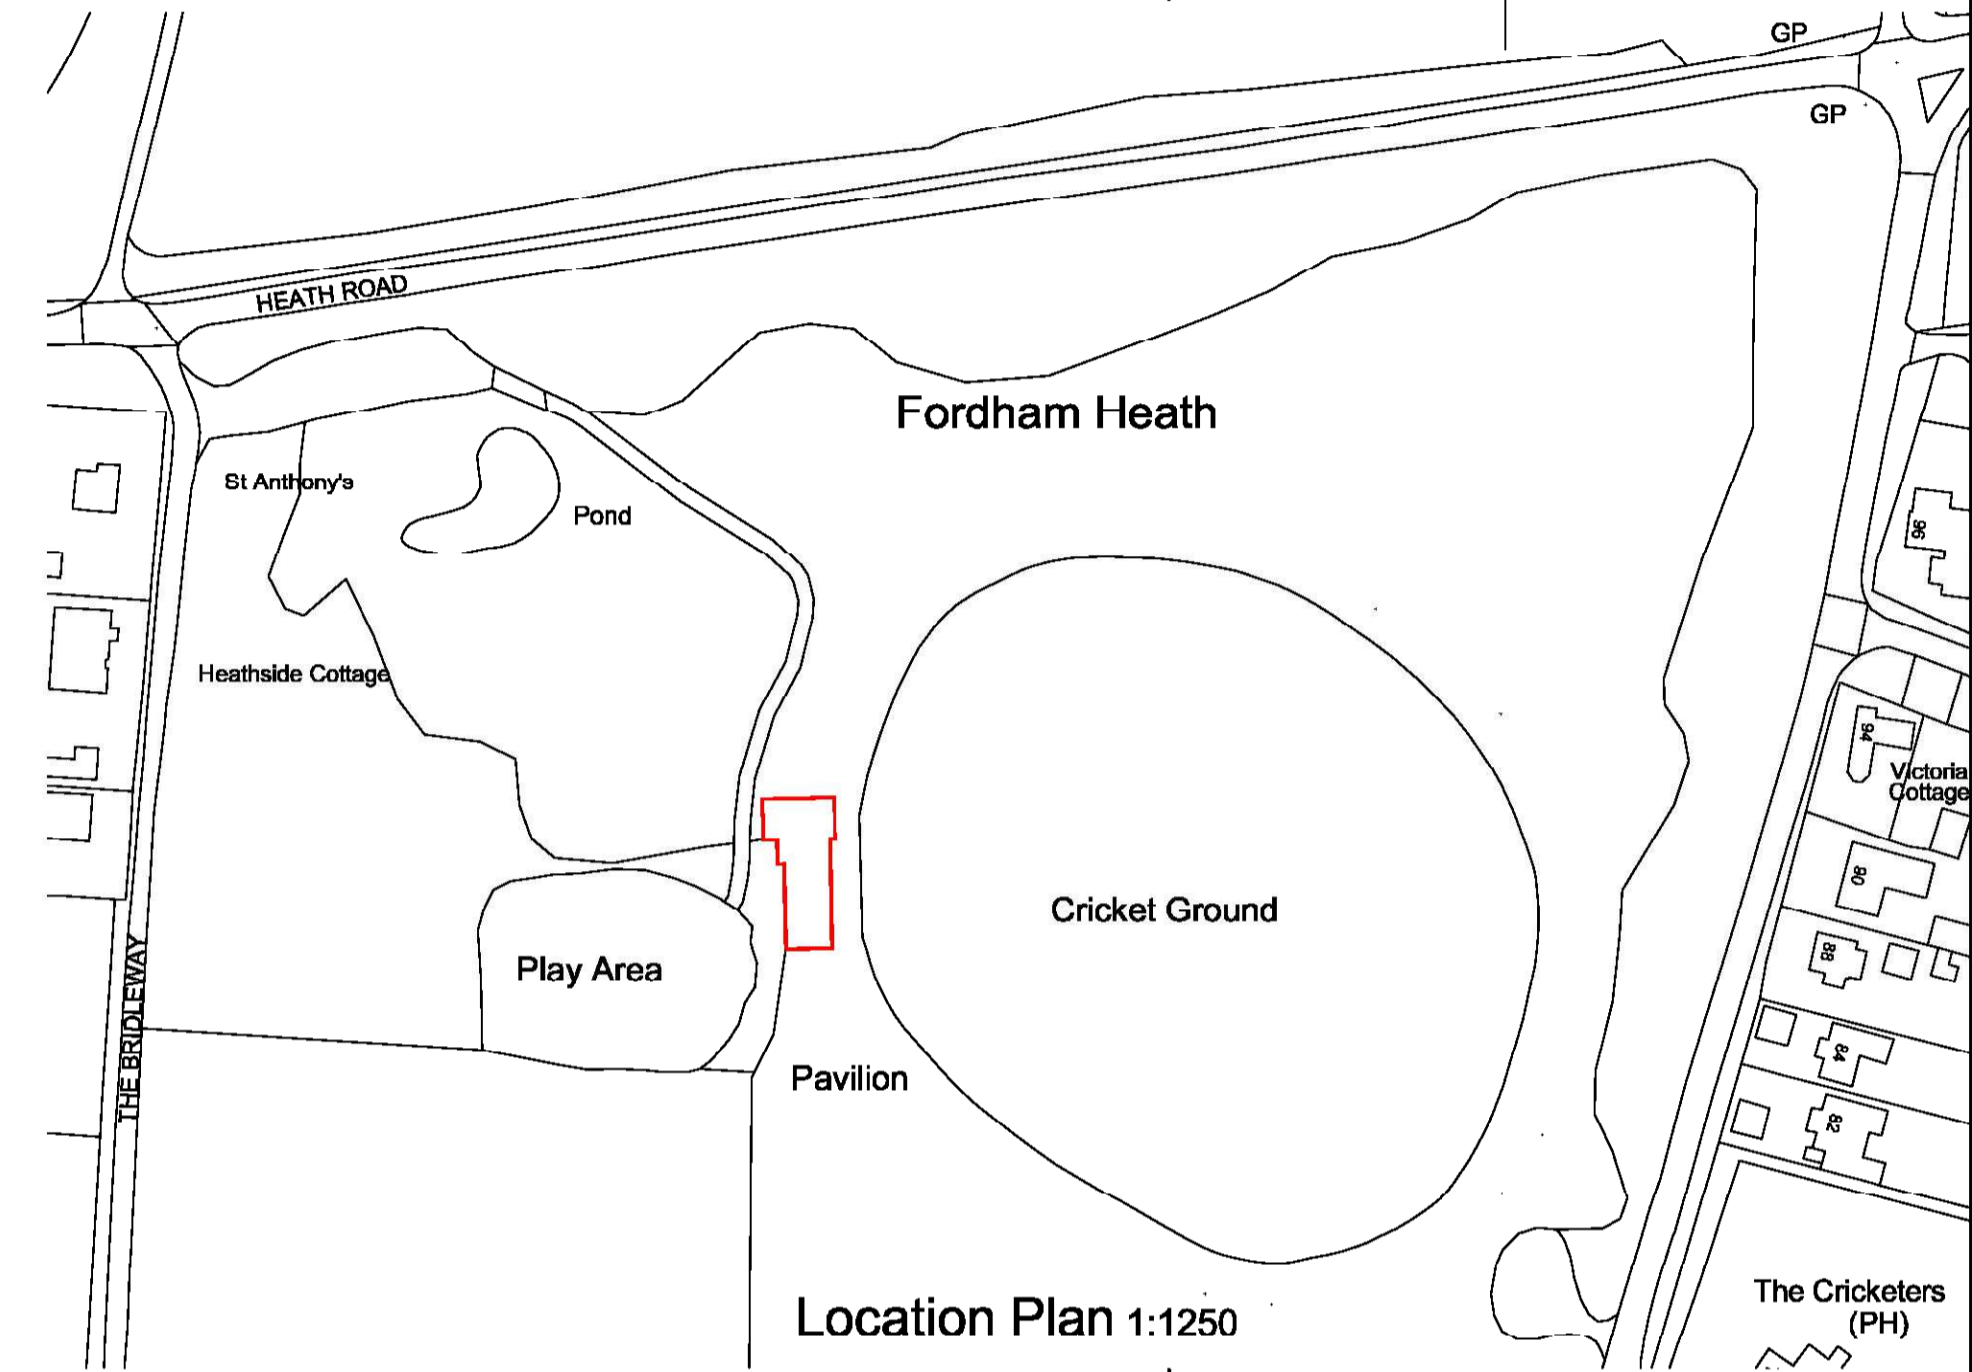 GP
GP
HEATH ROAD
Fordham Heath
St Anthony's
Pond
96
Heathside Cottage
94
Victoria
Cottage
90
Cricket Ground
88
Play Area
THE BRIDLEWAY
84
Pavilion
82
The Cricketers
(PH)
Location Plan 1:1250